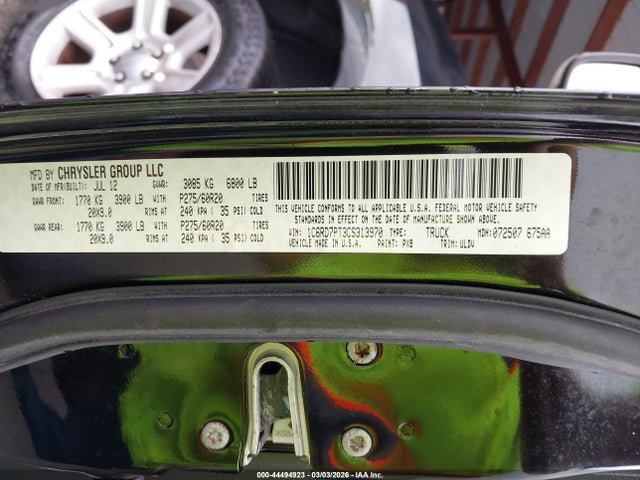 MFD BY CHRYSLER GROUP LLC
DATE OF MFR(BUILT): JUL 12 GVWR: 3085 KG 6800 LB
GAWR FRONT: 1770 KG 3900 LB WITH P275/60R20 TIRES
20X9.0 RIMS AT 240 KPA ( 35 PSI) COLD
GAWR REAR: 1770 KG 3900 LB WITH P275/60R20 TIRES
20X9.0 RIMS AT 240 KPA ( 35 PSI) COLD
THIS VEHICLE CONFORMS TO ALL APPLICABLE U.S.A. FEDERAL MOTOR VEHICLE SAFETY
STANDARDS IN EFFECT ON THE DATE OF MANUFACTURE SHOWN ABOVE.
VIN: 1C6RD7PT3CS313970 TYPE: TRUCK MDH: 072507 675AA
PAINT: PX8 TRIM: ULDV
000-44494923 - 03/03/2026 - IAA Inc.